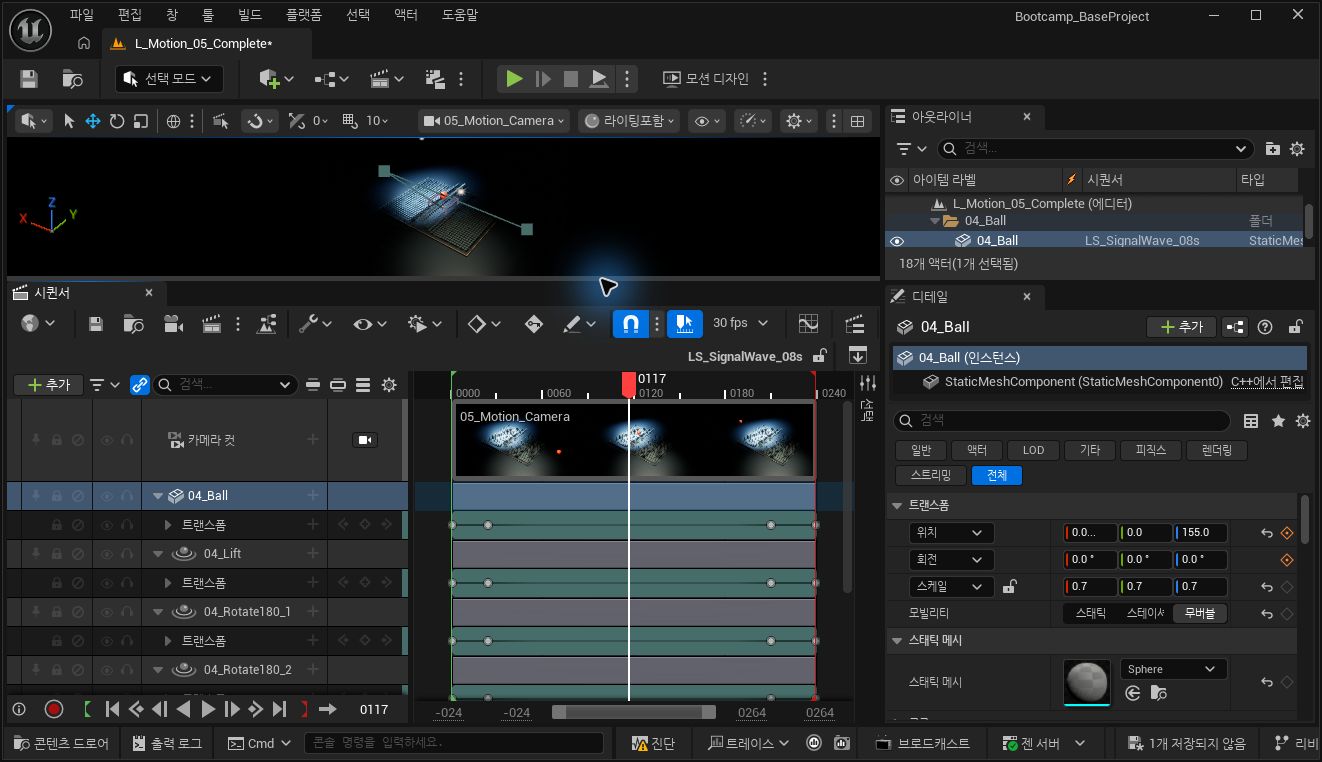 파일 편집 창 툴 빌드 플랫폼 선택 액터 도움말
Bootcamp_BaseProject
L_Motion_05_Complete*
선택 모드
모션 디자인
0 10 05_Motion_Camera 라이팅포함
Z
X Y
아웃라이너
검색...
아이템 라벨 시퀀서 타입
L_Motion_05_Complete (에디터)
04_Ball 폴더
04_Ball LS_SignalWave_08s StaticMes
18개 액터(1개 선택됨)
시퀀서
30 fps
LS_SignalWave_08s
추가 검색...
0117
0000 0060 0120 0180 0240
선택
05_Motion_Camera
카메라 컷
04_Ball
트랜스폼
04_Lift
트랜스폼
04_Rotate180_1
트랜스폼
04_Rotate180_2
0117
-024 -024 0264 0264
디테일
04_Ball 추가
04_Ball (인스턴스)
StaticMeshComponent (StaticMeshComponent0) C++에서 편집
검색
일반 액터 LOD 기타 피직스 렌더링
스트리밍 전체
트랜스폼
위치 0.0... 0.0 155.0
회전 0.0 ° 0.0 ° 0.0 °
스케일 0.7 0.7 0.7
모빌리티 스태틱 스테이셔 무버블
스태틱 메시
스태틱 메시 Sphere
콘텐츠 드로어 출력 로그 Cmd 콘솔 명령을 입력하세요. 진단 트레이스 브로드캐스트 젠 서버 1개 저장되지 않음 리비